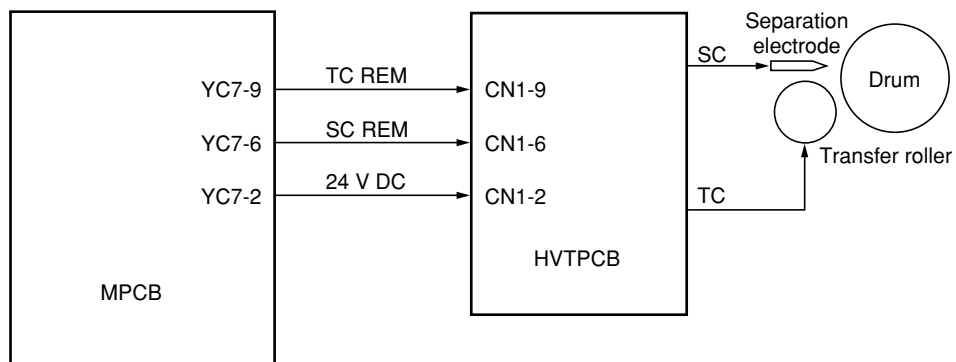 Separation
electrode
SC
Drum
TC REM
YC7-9
CN1-9
SC REM
YC7-6
CN1-6
Transfer roller
24 V DC
YC7-2
CN1-2
TC
HVTPCB
MPCB